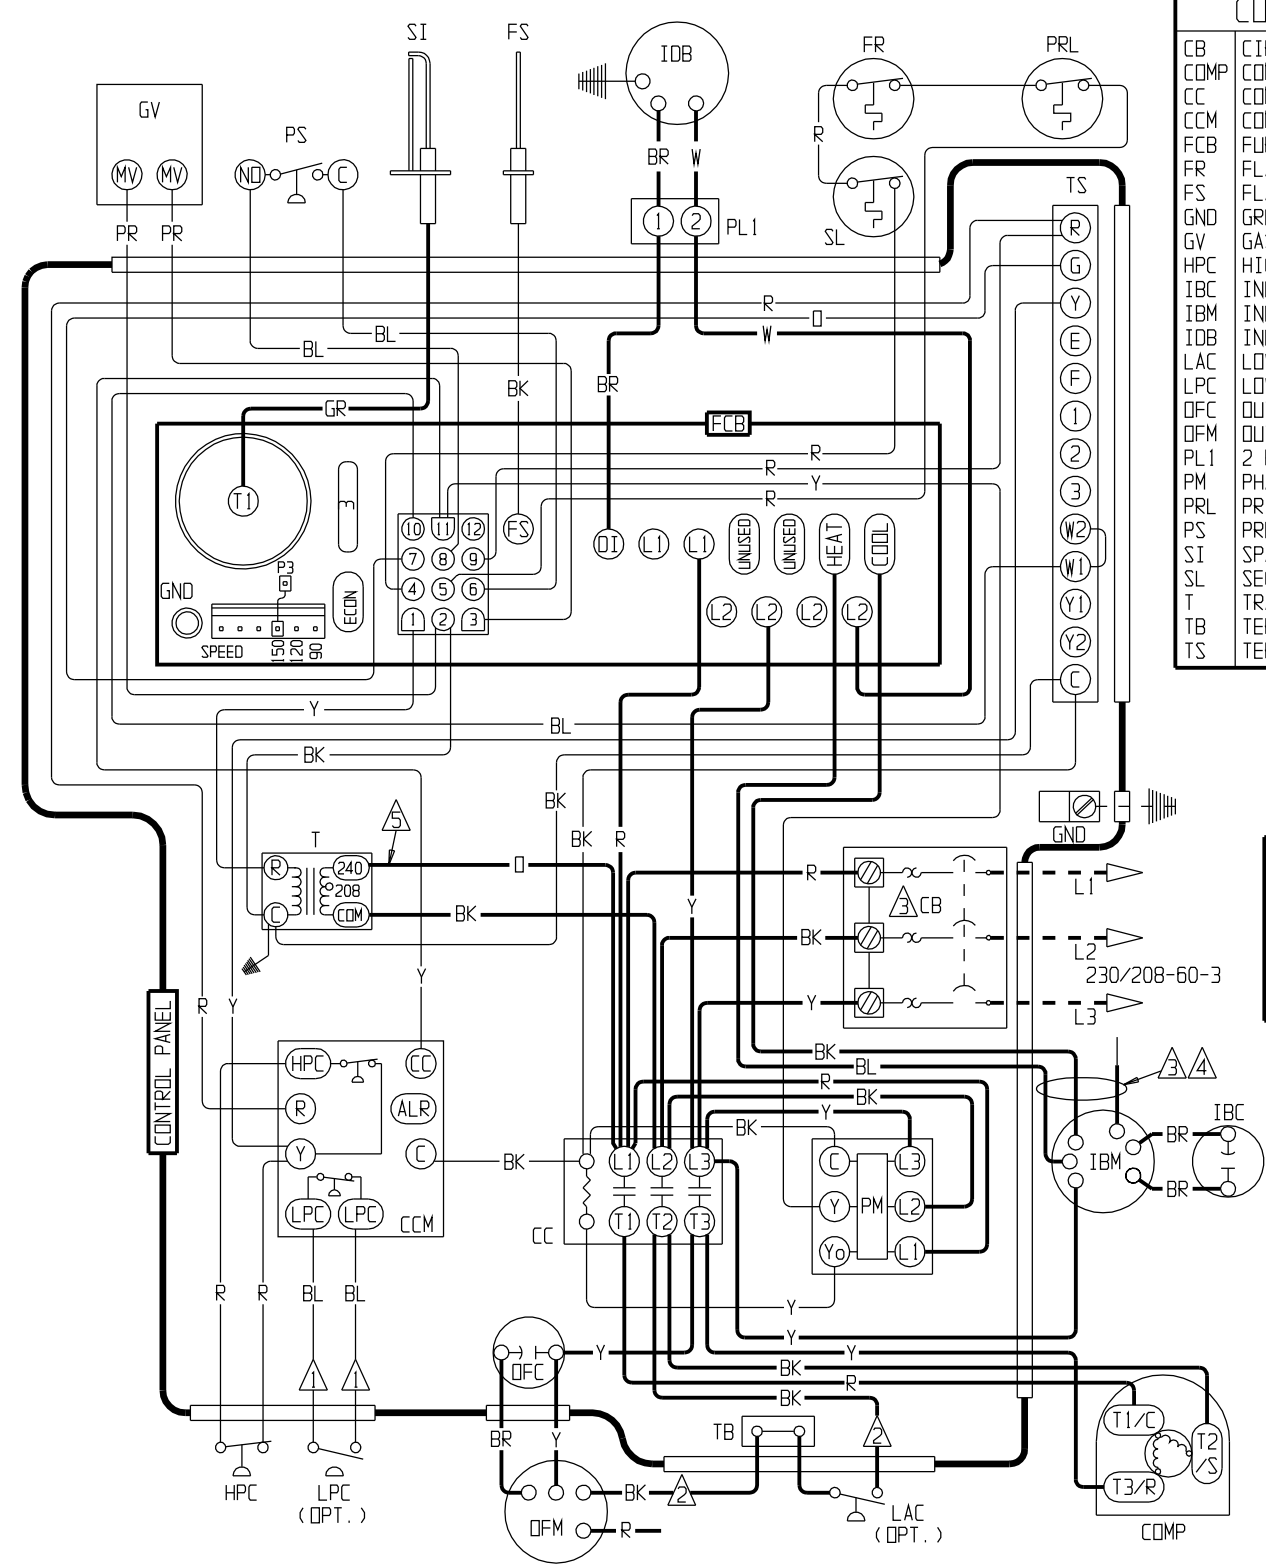 SI
FS
IDB
FR
PRL
GV
PS
MV MV
NO C
BR W
R
PR PR
1 2
PL1
SL
TS
CB
COMP
CC
CCM
FCB
FR
FS
GND
GV
HPC
IBC
IBM
IDB
LAC
LPC
OFC
OFM
PL1
PM
PRL
PS
SI
SL
T
TB
TS
R
G
Y
E
F
1
2
3
W2
W1
Y1
Y2
C
R
O
BL
W
BL
BR
BK
GR
FCB
R
R
Y
R
T1
3
10 11 12
7 8 9
4 5 6
1 2 3
FS
DI L1 L1 UNUSED UNUSED HEAT COOL
L2 L2 L2 L2
P3
GND
ECON
SPEED
150 120 90
Y
BL
BK
BK
BK
R
GND
5
T
R 240
208
C COM
O
BK
Y
R
BK
Y
3 CB
L1
L2
230/208-60-3
L3
Y
R Y
CONTROL PANEL
HPC CC
R ALR
Y C
LPC LPC
CCM
BK
BK
BL
R
BK
Y
BK
3 4
IBC
BR
IBM
BR
L1 L2 L3
T1 T2 T3
CC
C L3
Y PM L2
Yo L1
R R BL BL
1 1
Y
Y
Y
Y
BK
R
BK
OFC
BR Y
TB
2
T1/C
T2
/S
T3/R
COMP
HPC
LPC
(OPT.)
BK 2
OFM
R
LAC
(OPT.)